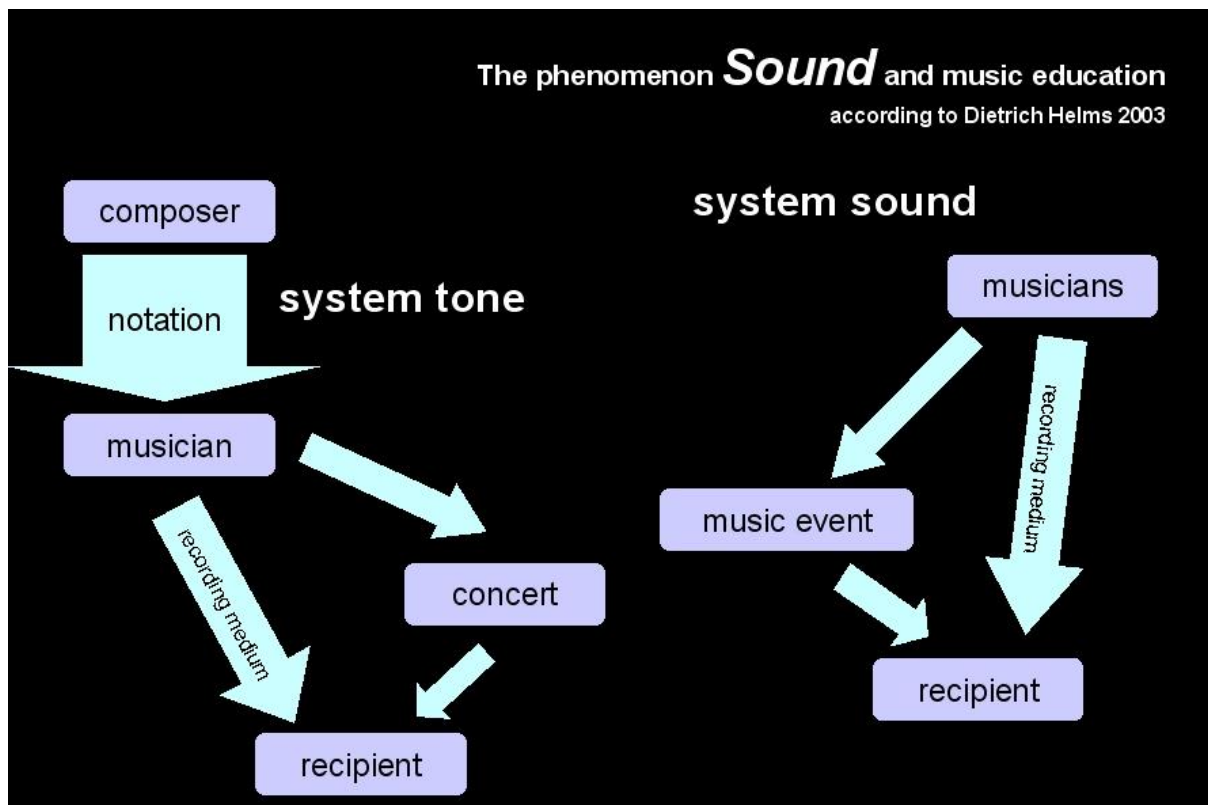 The phenomenon Sound and music education
according to Dietrich Helms 2003
composer
notation
system tone
musician
recording medium
concert
recipient
system sound
musicians
recording medium
music event
recipient